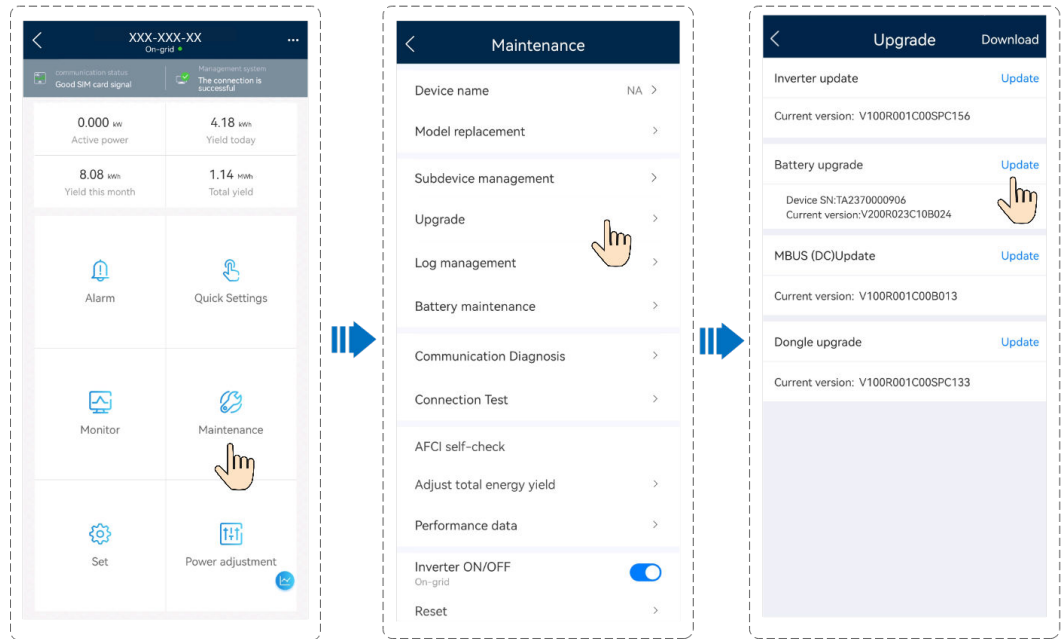 XXX-XXX-XX
On-grid
communication status
Good SIM card signal
Management system
The connection is
successful
0.000 kW
Active power
4.18 kWh
Yield today
8.08 kWh
Yield this month
1.14 MWh
Total yield
Alarm
Quick Settings
Monitor
Maintenance
Set
Power adjustment
Maintenance
Device name NA
Model replacement
Subdevice management
Upgrade
Log management
Battery maintenance
Communication Diagnosis
Connection Test
AFCI self-check
Adjust total energy yield
Performance data
Inverter ON/OFF
On-grid
Reset
Upgrade Download
Inverter update Update
Current version: V100R001C00SPC156
Battery upgrade Update
Device SN:TA2370000906
Current version:V200R023C10B024
MBUS (DC)Update Update
Current version: V100R001C00B013
Dongle upgrade Update
Current version: V100R001C00SPC133